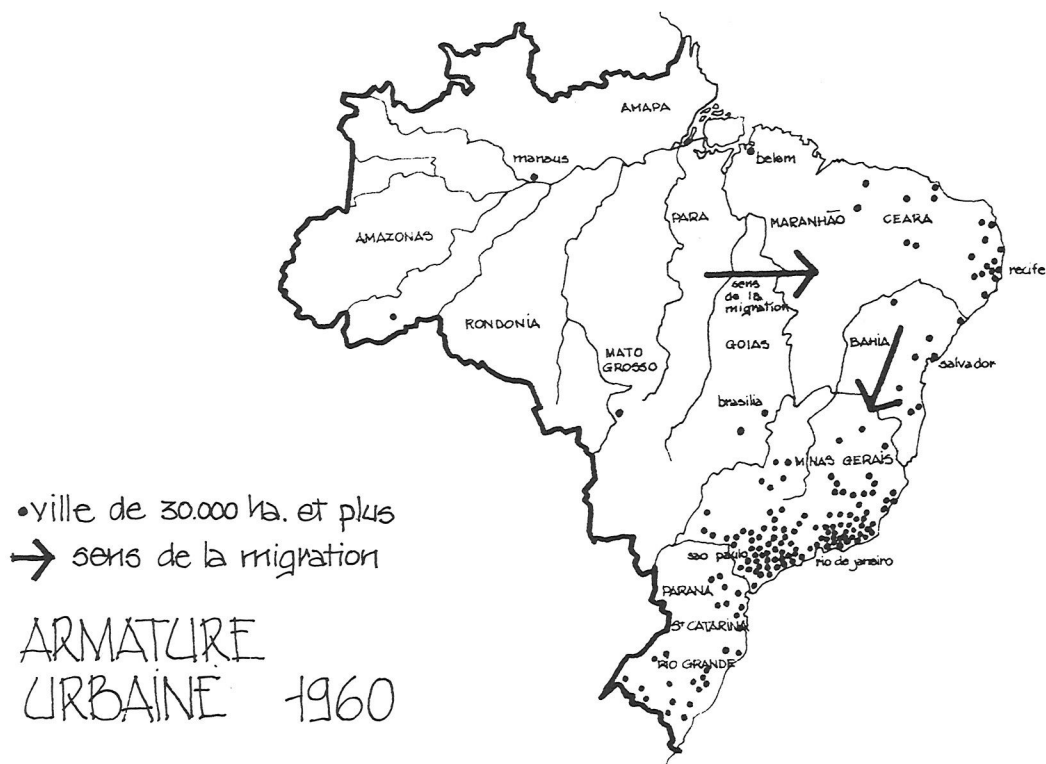 AMAPA
manaus
belem
PARA
MARANHÃO
CEARA
AMAZONAS
recife
sens
de la
migration
RONDONÍA
GOIAS
BAHIA
MATO
GROSSO
salvador
brasilia
MINAS GERAIS
•ville de 30.000 ha. et plus
→ sens de la migration
sao paulo
rio de janeiro
PARANA
ST CATARINA
RIO GRANDE
ARMATURE
URBAINE 1960